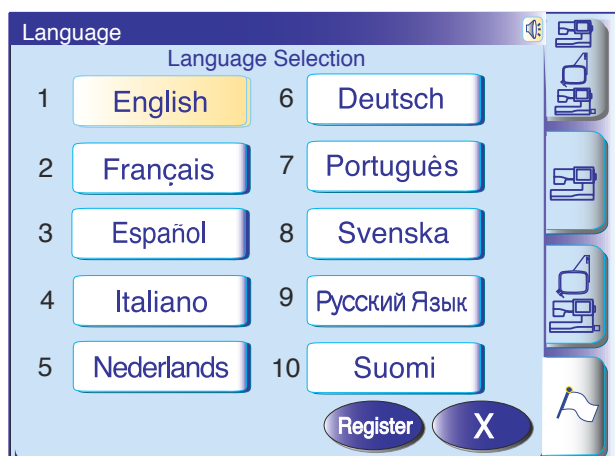 Language
Language Selection
1 English
2 Français
3 Español
4 Italiano
5 Nederlands
6 Deutsch
7 Português
8 Svenska
9 Русский Язык
10 Suomi
Register X